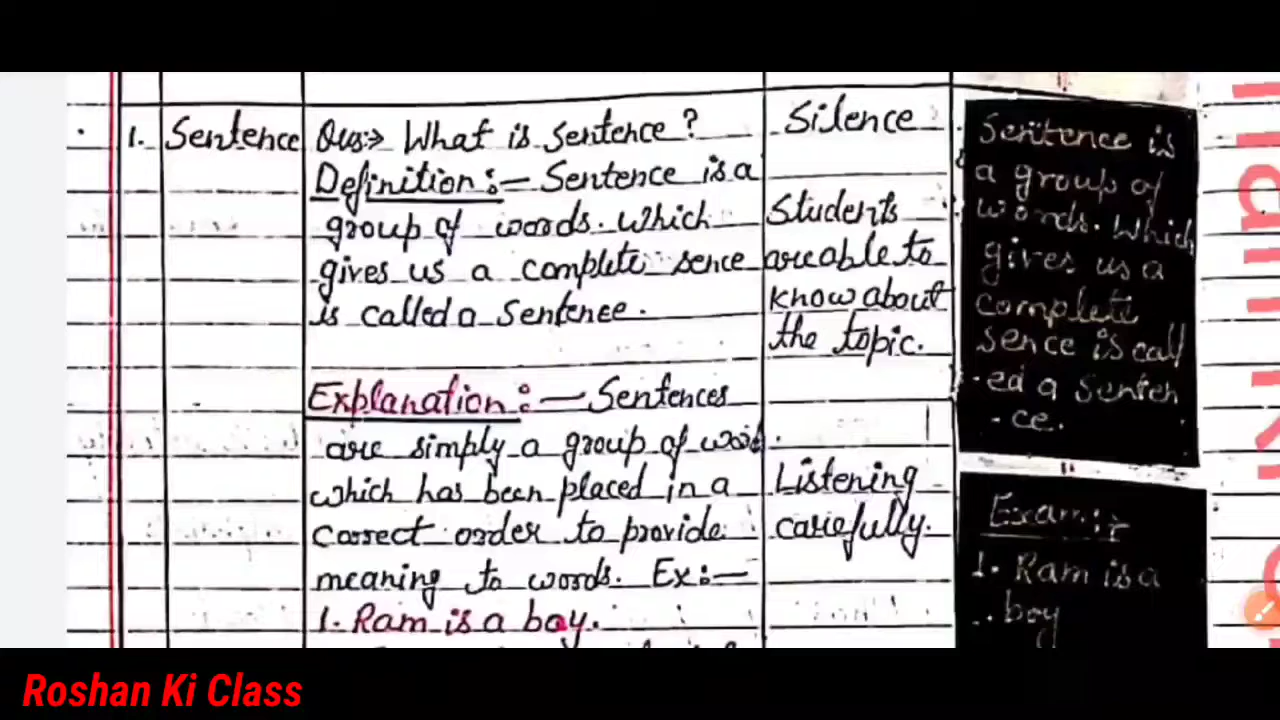 1.
Sentence
Ques:> What is Sentence?
Definition:— Sentence is a
group of words. which
gives us a complete sence
is called a Sentence.
Explanation:— Sentences
are simply a group of word
which has been placed in a
correct order to provide
meaning to words. Ex:—
1. Ram is a boy.
Silence
Students
are able to
know about
the topic.
Listening
carefully.
Sentence is
a group of
words. Which
gives us a
complete
sence is call
-ed a Senten
-ce.
Exam:-
1. Ram is a
boy
Roshan Ki Class